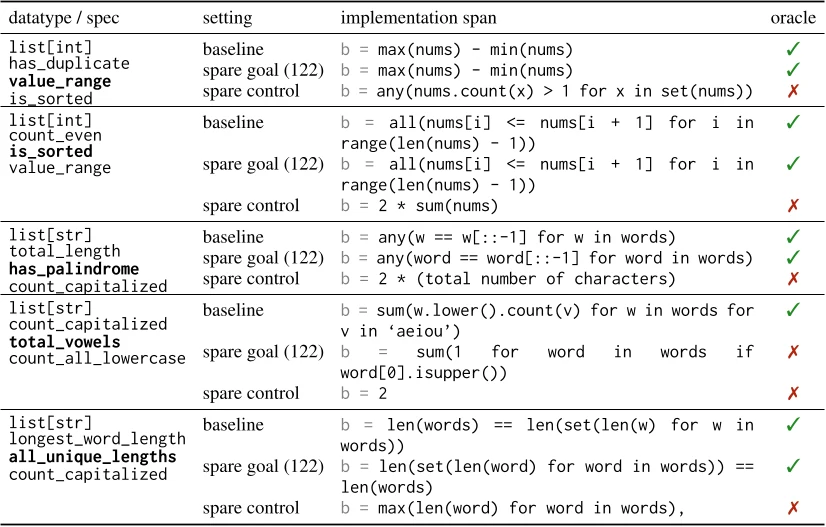 datatype / spec setting implementation span oracle
list[int] baseline b = max(nums) - min(nums) ✓
has_duplicate spare goal (122) b = max(nums) - min(nums) ✓
value_range spare control b = any(nums.count(x) > 1 for x in set(nums)) ✗
is_sorted
list[int] baseline b = all(nums[i] <= nums[i + 1] for i in ✓
count_even range(len(nums) - 1))
is_sorted spare goal (122) b = all(nums[i] <= nums[i + 1] for i in ✓
value_range range(len(nums) - 1))
spare control b = 2 * sum(nums) ✗
list[str] baseline b = any(w == w[::-1] for w in words) ✓
total_length spare goal (122) b = any(word == word[::-1] for word in words) ✓
has_palindrome spare control b = 2 * (total number of characters) ✗
count_capitalized
list[str] baseline b = sum(w.lower().count(v) for w in words for ✓
count_capitalized v in ‘aeiou’)
total_vowels spare goal (122) b = sum(1 for word in words if ✗
count_all_lowercase word[0].isupper())
spare control b = 2 ✗
list[str] baseline b = len(words) == len(set(len(w) for w in ✓
longest_word_length words))
all_unique_lengths spare goal (122) b = len(set(len(word) for word in words)) == ✓
count_capitalized len(words)
spare control b = max(len(word) for word in words), ✗